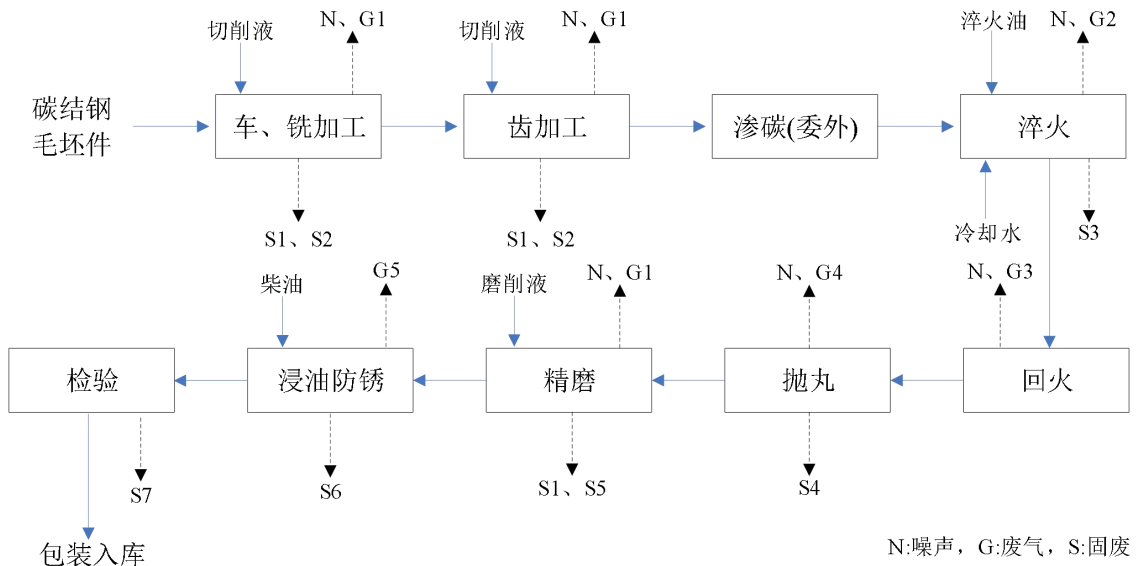 切削液
N、G1
切削液
N、G1
淬火油
N、G2
碳结钢
毛坯件
车、铣加工
齿加工
渗碳(委外)
淬火
S1、S2
S1、S2
冷却水
S3
柴油
G5
磨削液
N、G1
N、G4
N、G3
检验
浸油防锈
精磨
抛丸
回火
S7
S6
S1、S5
S4
包装入库
N:噪声，G:废气，S:固废